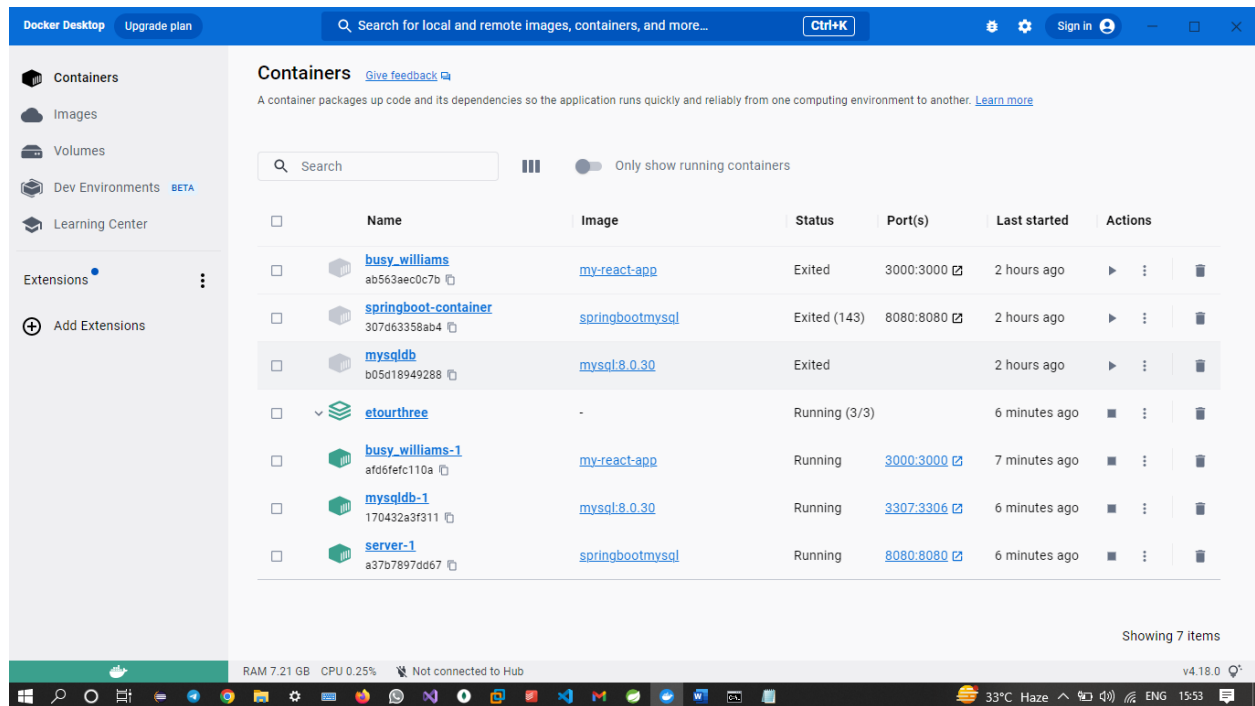 Docker Desktop Upgrade plan Search for local and remote images, containers, and more... Ctrl+K Sign in
Containers
Images
Volumes
Dev Environments BETA
Learning Center
Extensions
Add Extensions
Containers Give feedback
A container packages up code and its dependencies so the application runs quickly and reliably from one computing environment to another. Learn more
Search Only show running containers
Name Image Status Port(s) Last started Actions
busy_williams my-react-app Exited 3000:3000 2 hours ago
ab563aec0c7b
springboot-container springbootmysql Exited (143) 8080:8080 2 hours ago
307d63358ab4
mysqldb mysql:8.0.30 Exited 2 hours ago
b05d18949288
etourthree - Running (3/3) 6 minutes ago
busy_williams-1 my-react-app Running 3000:3000 7 minutes ago
afd6fefc110a
mysqldb-1 mysql:8.0.30 Running 3307:3306 6 minutes ago
170432a3f311
server-1 springbootmysql Running 8080:8080 6 minutes ago
a37b7897dd67
Showing 7 items
RAM 7.21 GB CPU 0.25% Not connected to Hub v4.18.0
33°C Haze ENG 15:53